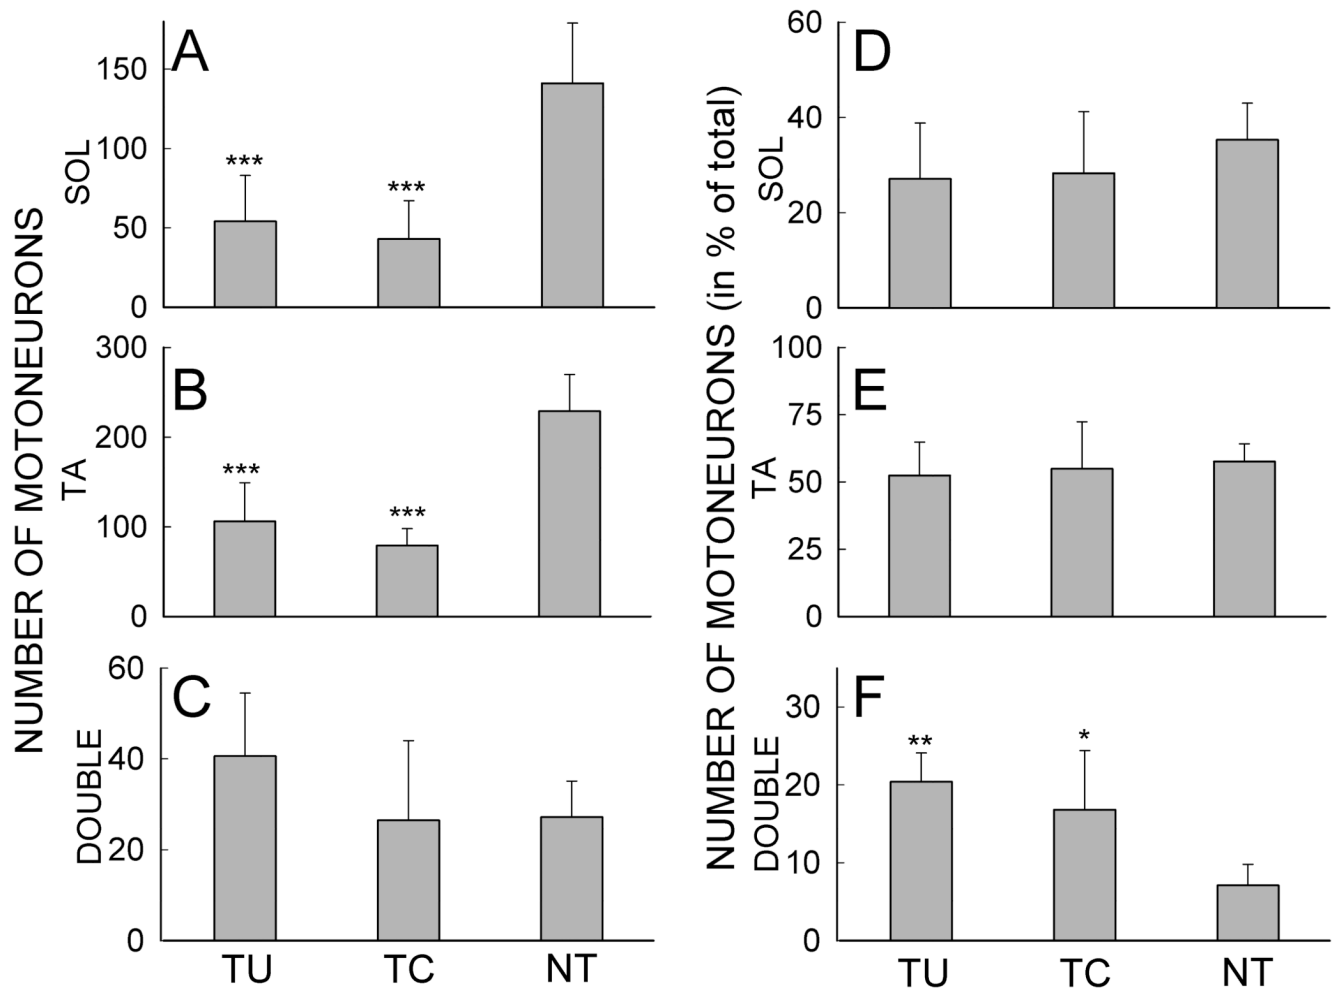 NUMBER OF MOTONEURONS
A
SOL
150
100
50
0
***
***
B
TA
300
200
100
0
***
***
C
DOUBLE
60
40
20
0
TU
TC
NT
NUMBER OF MOTONEURONS (in % of total)
D
SOL
60
40
20
0
E
TA
100
75
50
25
0
F
DOUBLE
30
20
10
0
**
*
TU
TC
NT